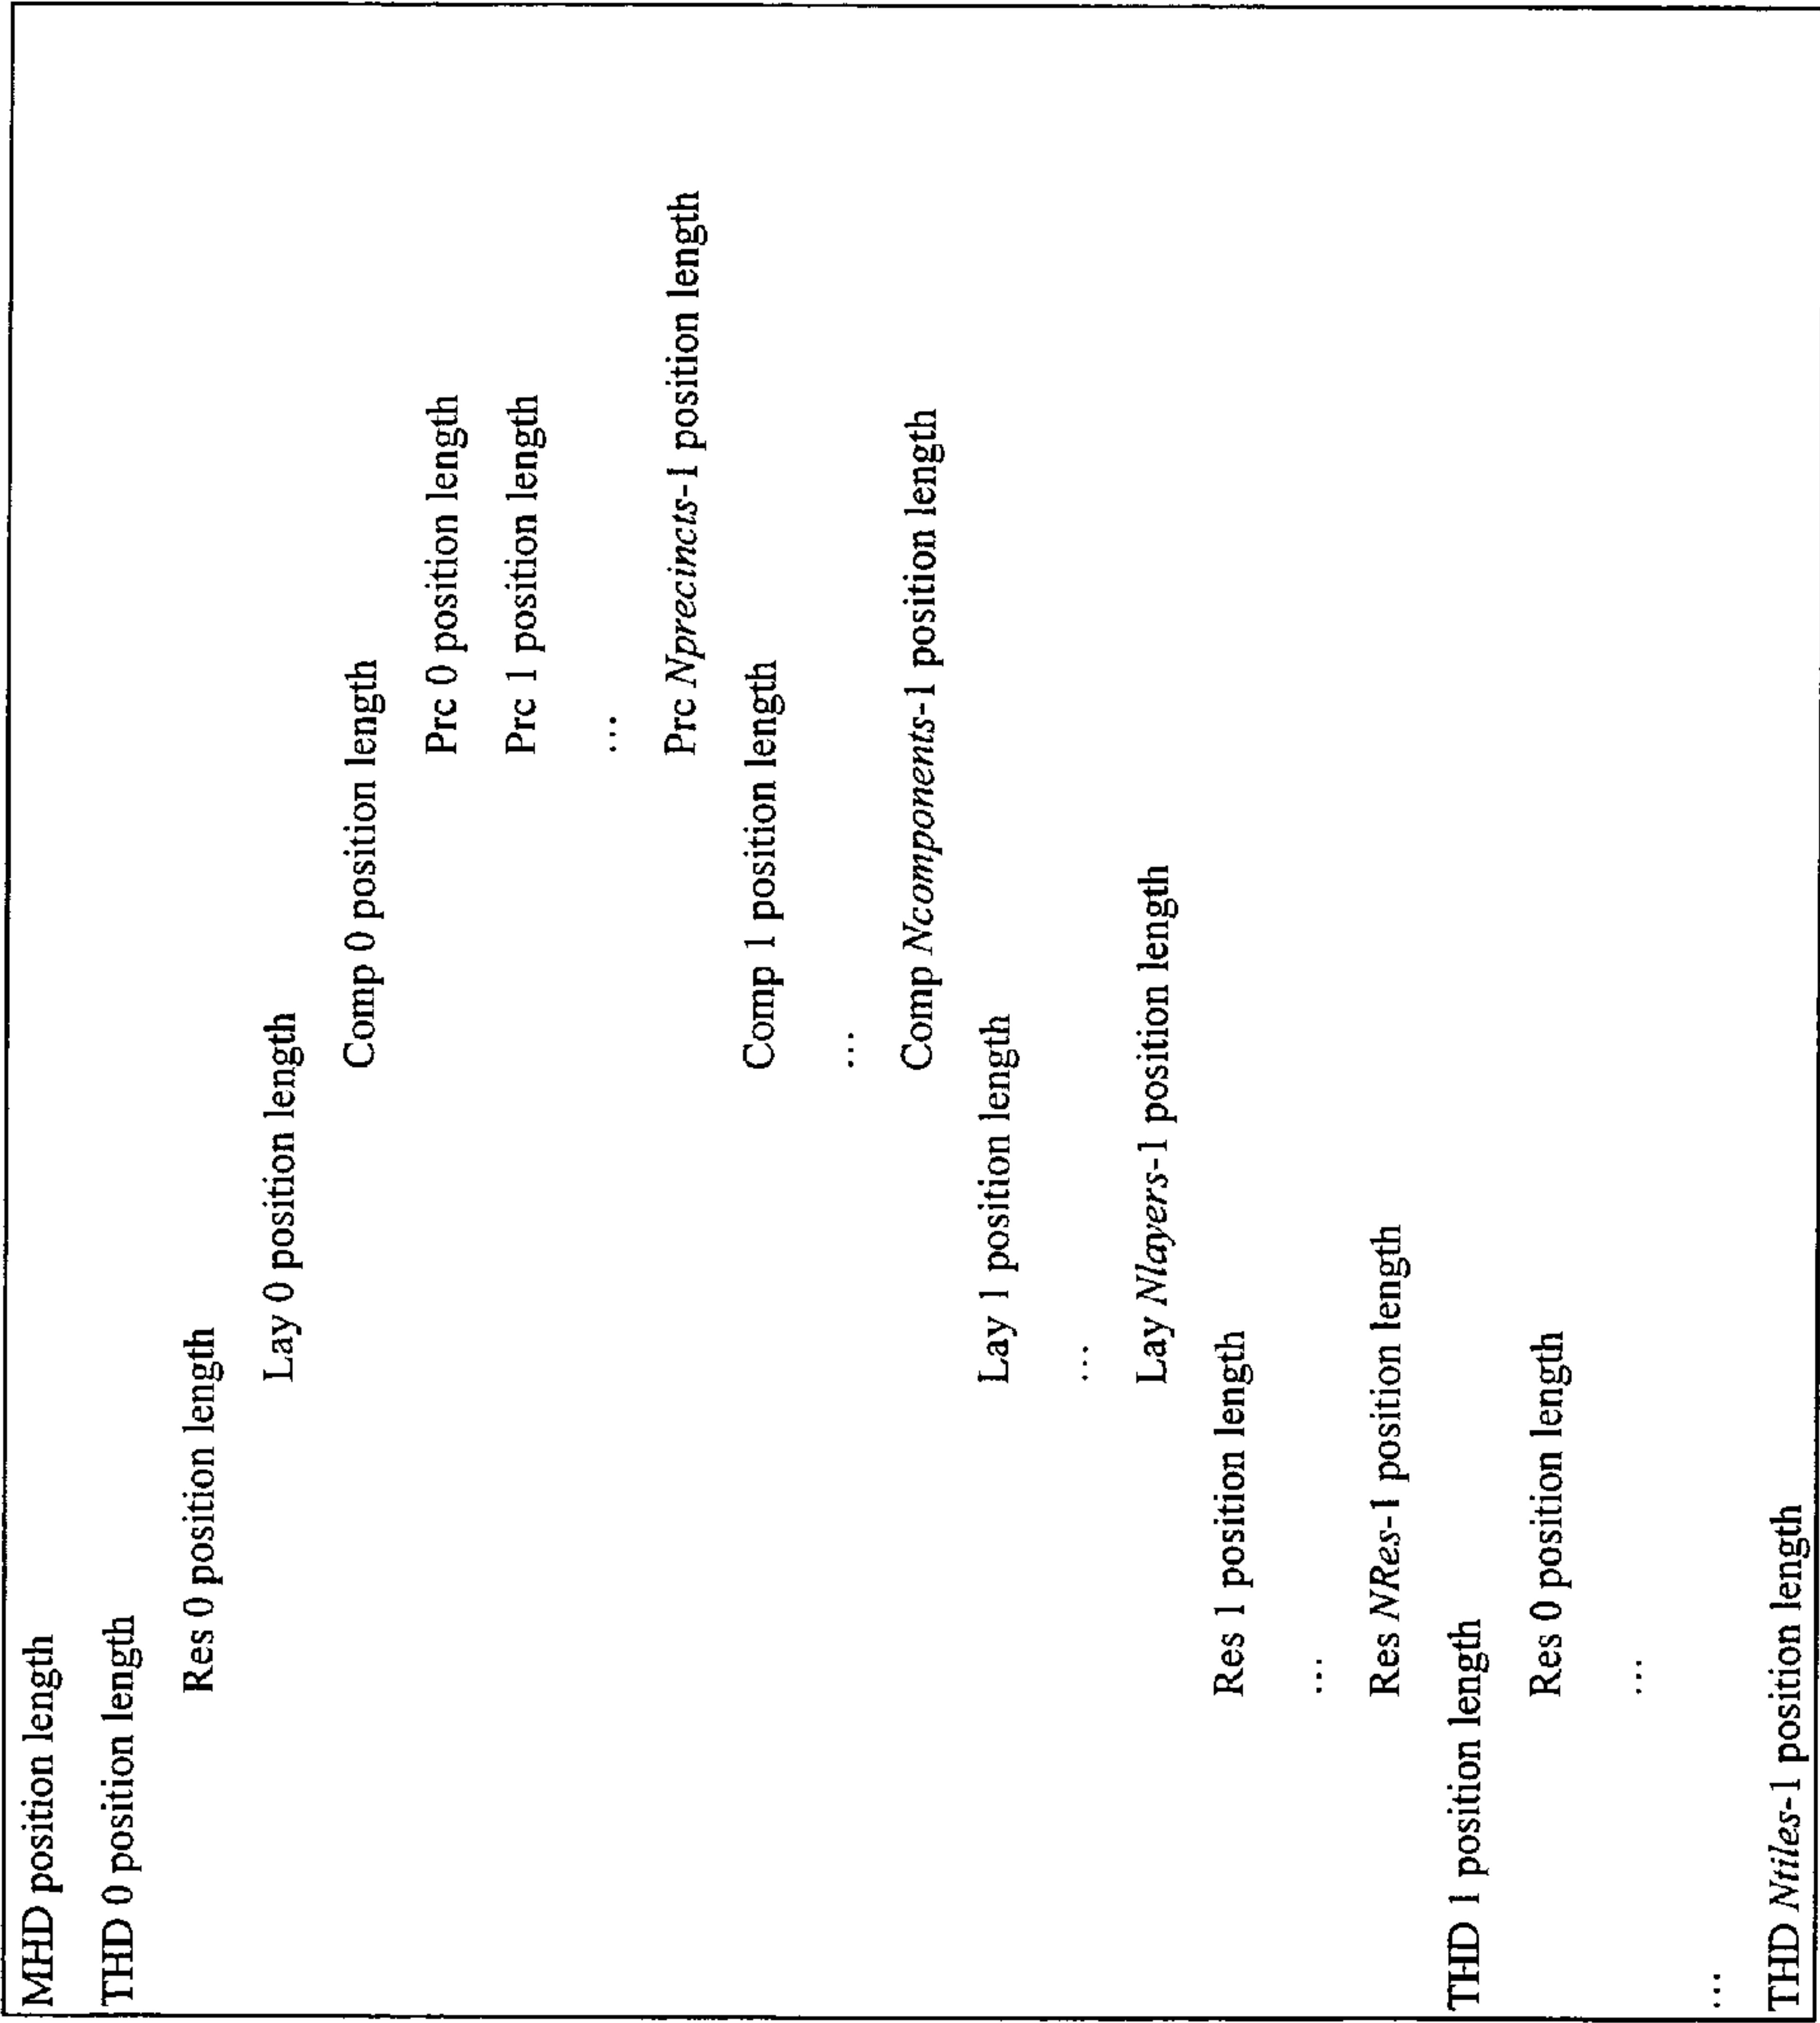 MHD position length
THD 0 position length
Res 0 position length
Lay 0 position length
Comp 0 position length
Prc 0 position length
Prc 1 position length
...
Prc Nprecincts-1 position length
Comp 1 position length
...
Comp Ncomponents-1 position length
Lay 1 position length
...
Lay Nlayers-1 position length
Res 1 position length
...
Res NRes-1 position length
THD 1 position length
Res 0 position length
...
...
THD Ntiles-1 position length